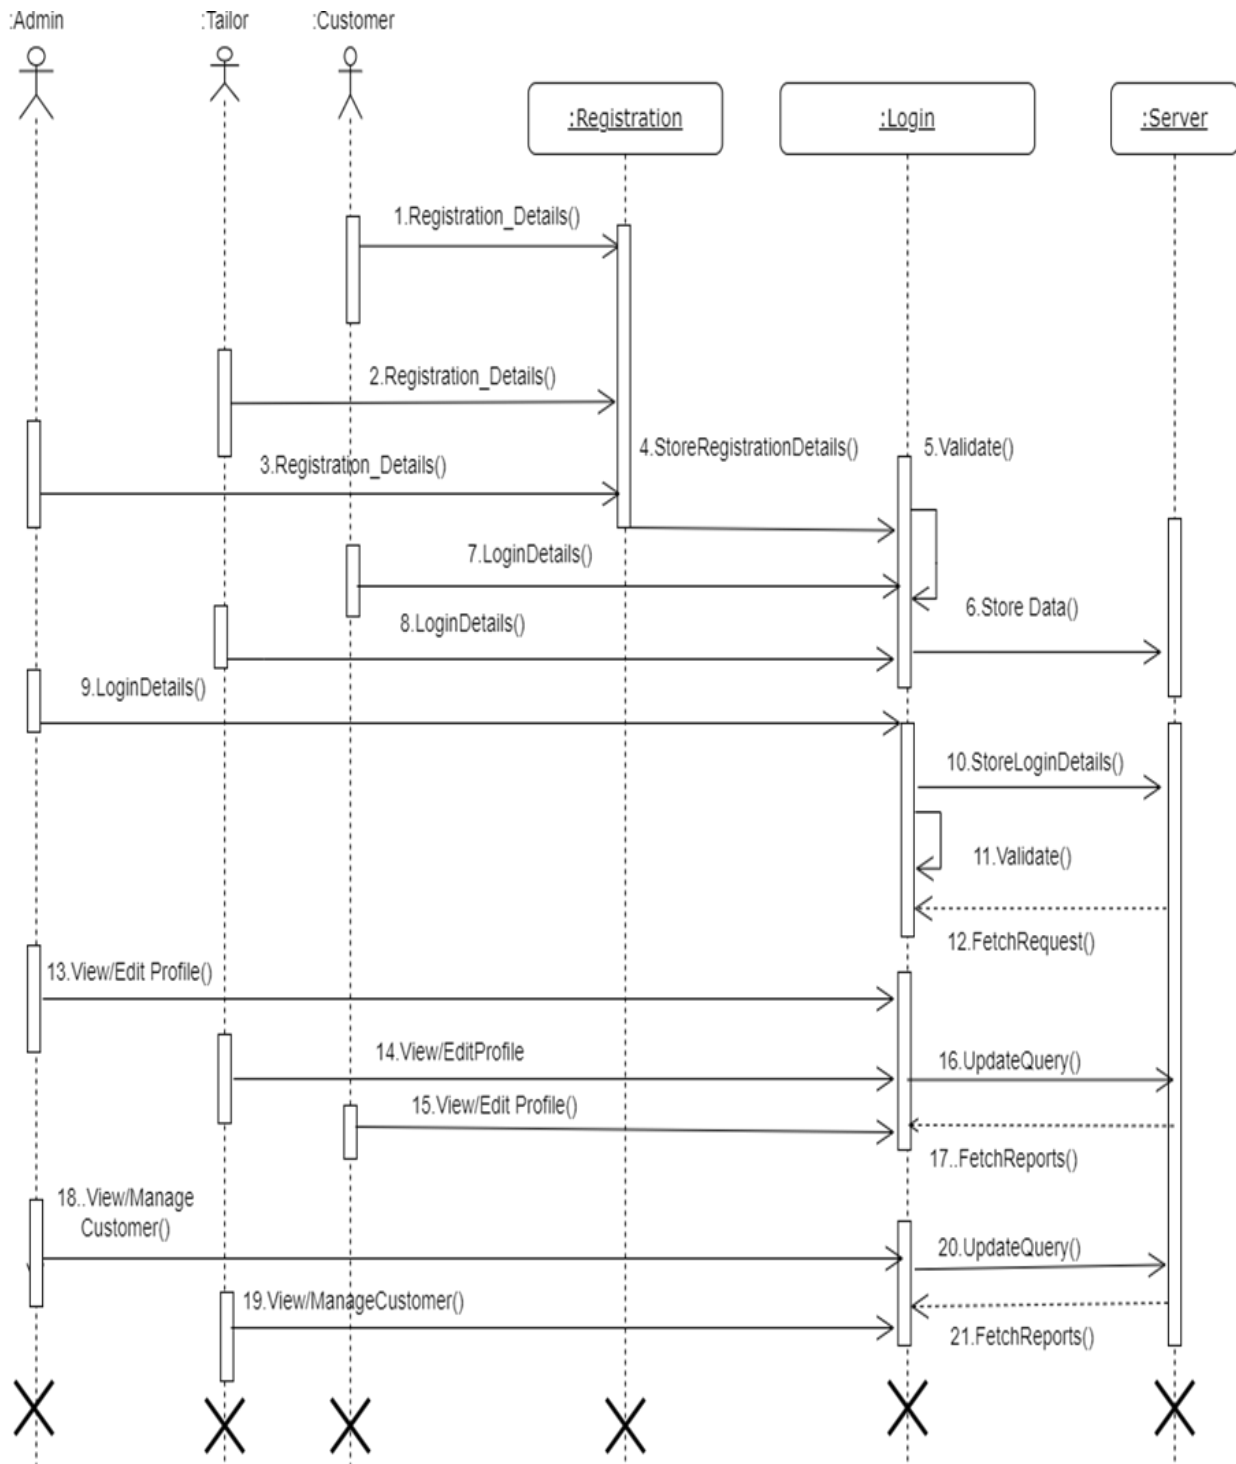 :Admin
:Tailor
:Customer
:Registration
:Login
:Server
1.Registration_Details()
2.Registration_Details()
3.Registration_Details()
4.StoreRegistrationDetails()
5.Validate()
7.LoginDetails()
6.Store Data()
8.LoginDetails()
9.LoginDetails()
10.StoreLoginDetails()
11.Validate()
12.FetchRequest()
13.View/Edit Profile()
14.View/EditProfile
16.UpdateQuery()
15.View/Edit Profile()
17..FetchReports()
18..View/Manage
Customer()
20.UpdateQuery()
19.View/ManageCustomer()
21.FetchReports()